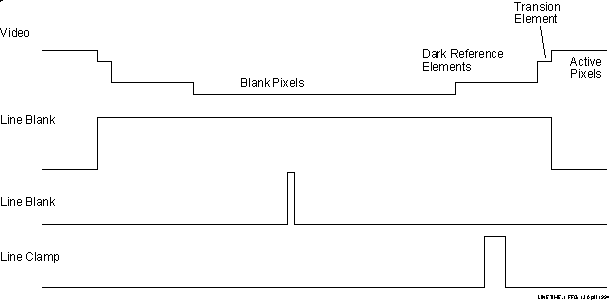 Transion
Element
Video
Dark Reference
Elements
Active
Pixels
Blank Pixels
Line Blank
Line Blank
Line Clamp